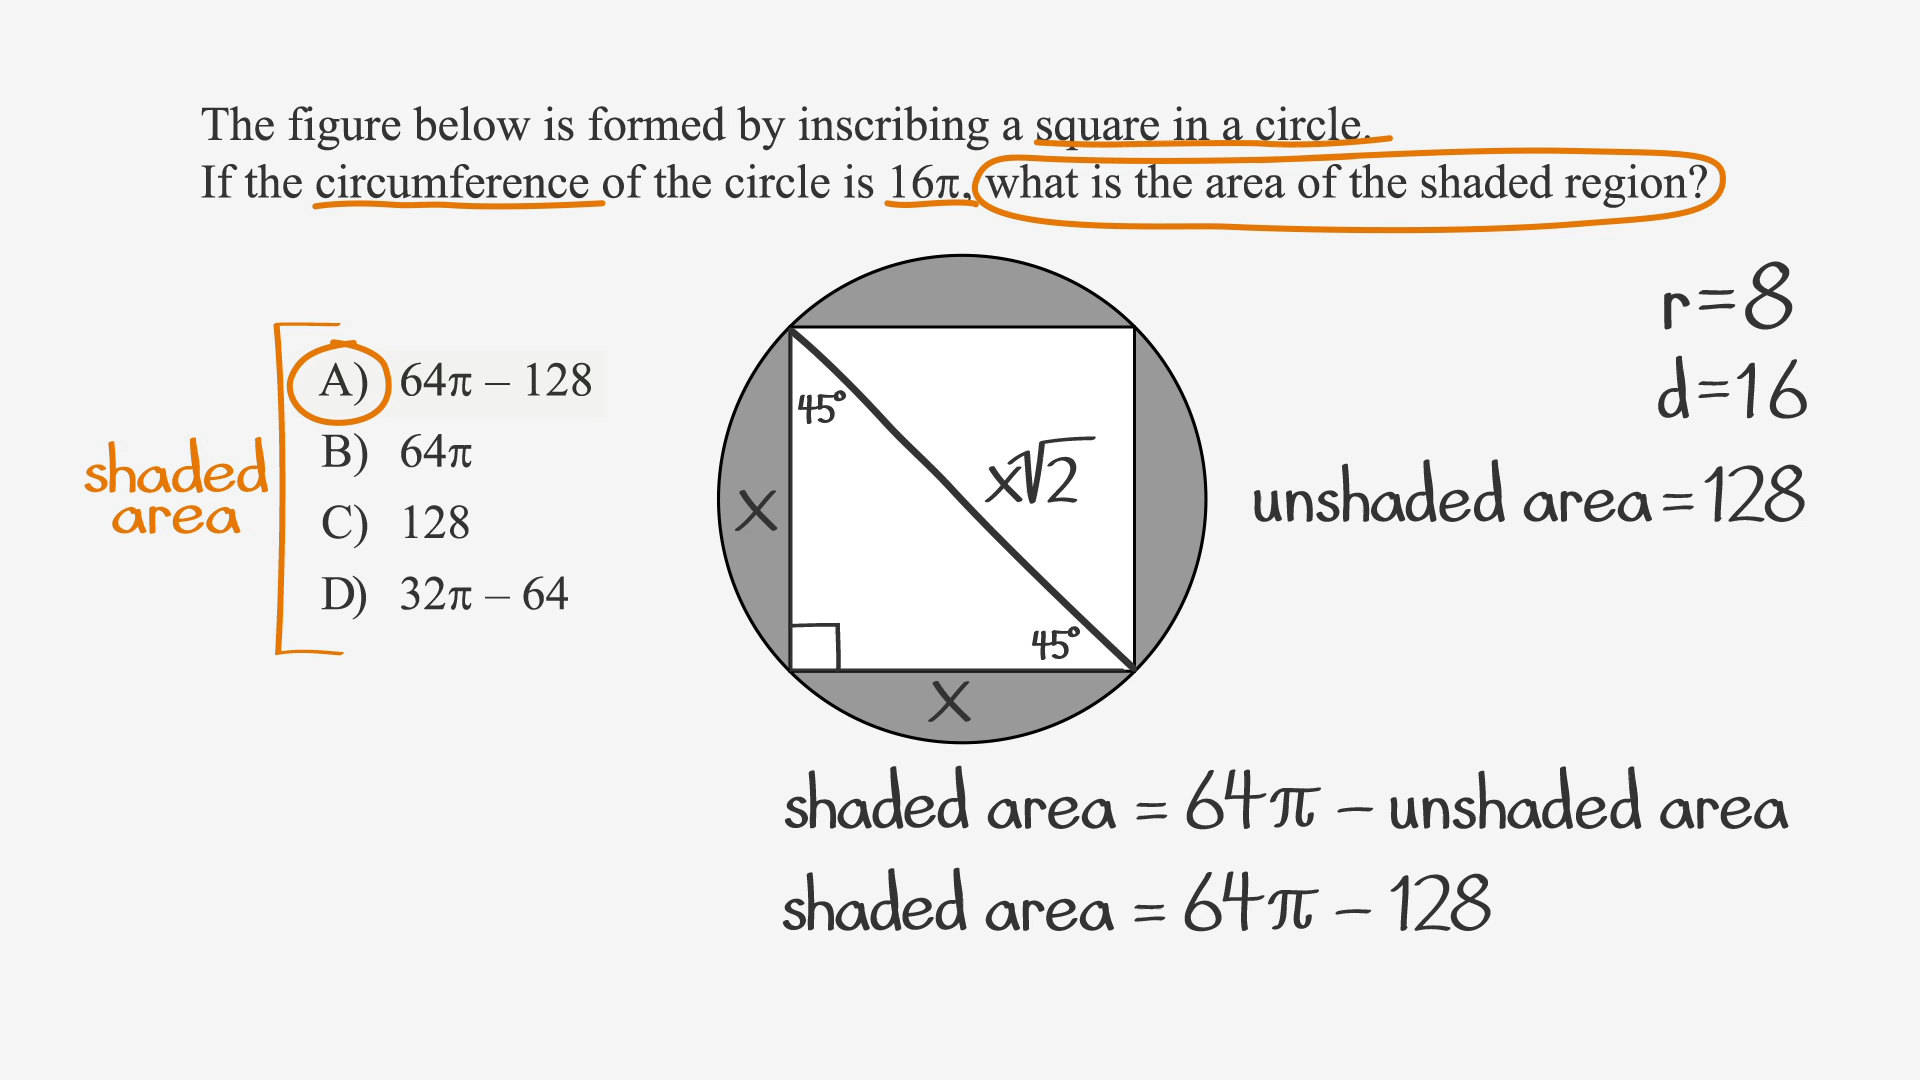 The figure below is formed by inscribing a square in a circle.
If the circumference of the circle is 16π, what is the area of the shaded region?
shaded
area
A) 64π – 128
B) 64π
C) 128
D) 32π – 64
45°
x√2
x
45°
x
r=8
d=16
unshaded area=128
shaded area = 64π – unshaded area
shaded area = 64π – 128